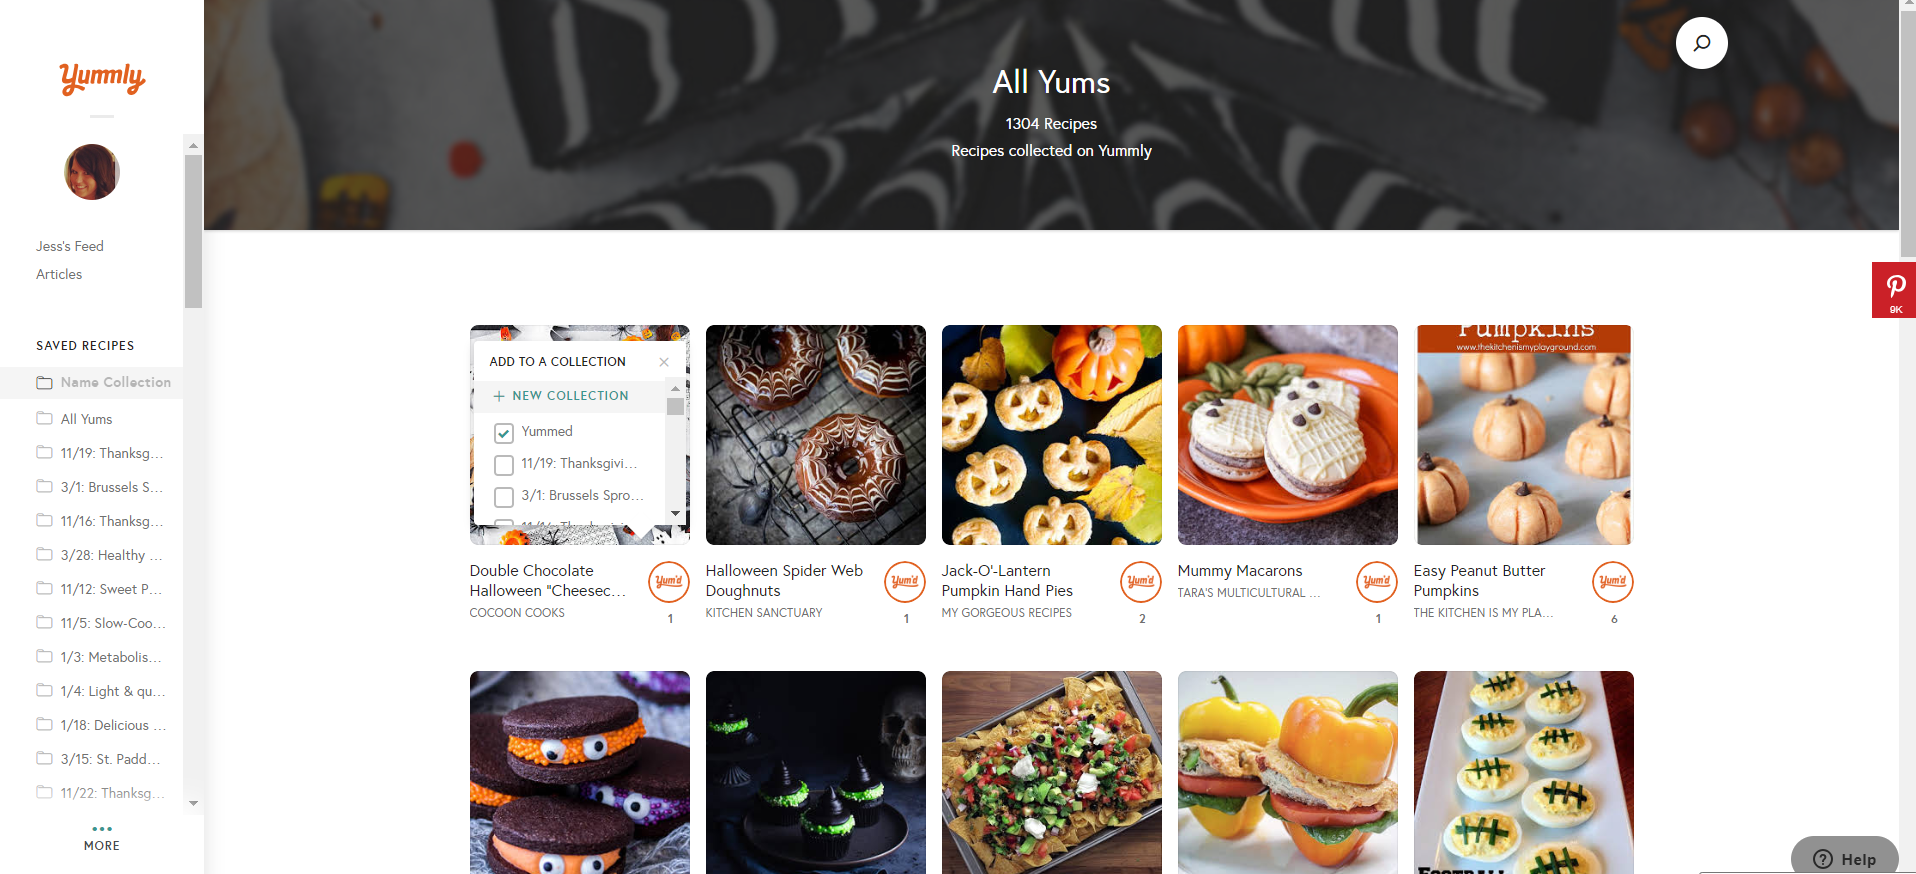 Yummly
Jess's Feed
Articles
SAVED RECIPES
Name Collection
All Yums
11/19: Thanksg...
3/1: Brussels S...
11/16: Thanksg...
3/28: Healthy ...
11/12: Sweet P...
11/5: Slow-Coo...
1/3: Metabolis...
1/4: Light & qu...
1/18: Delicious ...
3/15: St. Padd...
11/22: Thanksg...
MORE
All Yums
1304 Recipes
Recipes collected on Yummly
9K
ADD TO A COLLECTION
NEW COLLECTION
Yummed
11/19: Thanksgivi...
3/1: Brussels Spro...
Pumpkins
www.thekitchenismyplayground.com
Double Chocolate
Halloween "Cheesec...
COCOON COOKS
Yum'd
1
Halloween Spider Web
Doughnuts
KITCHEN SANCTUARY
Yum'd
1
Jack-O'-Lantern
Pumpkin Hand Pies
MY GORGEOUS RECIPES
Yum'd
2
Mummy Macarons
TARA'S MULTICULTURAL ...
Yum'd
1
Easy Peanut Butter
Pumpkins
THE KITCHEN IS MY PLA...
Yum'd
6
FOOTBALL
Help